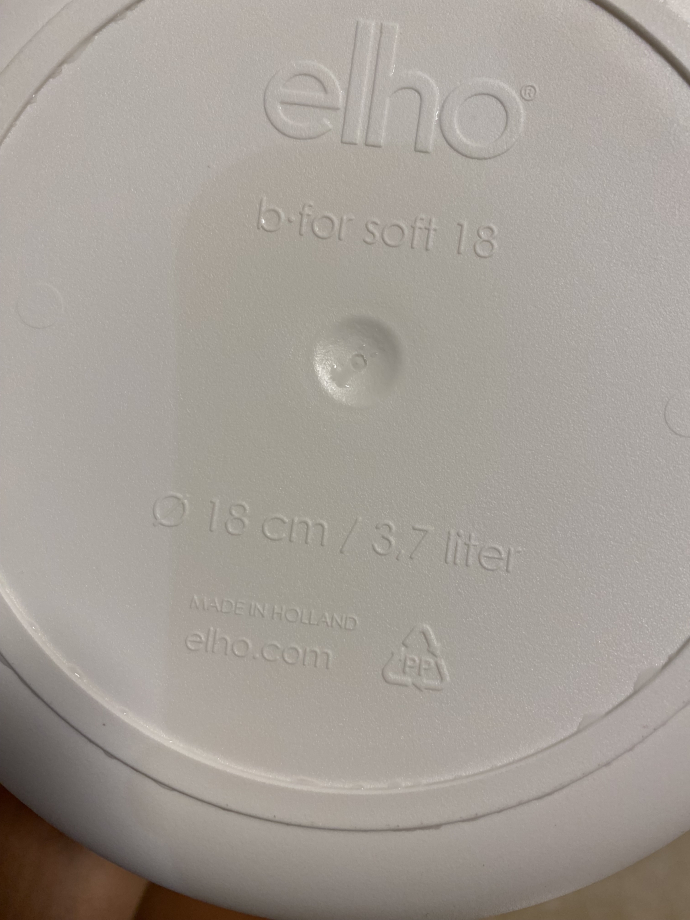 elho®
b·for soft 18
Ø 18 cm / 3,7 liter
MADE IN HOLLAND
elho.com
PP